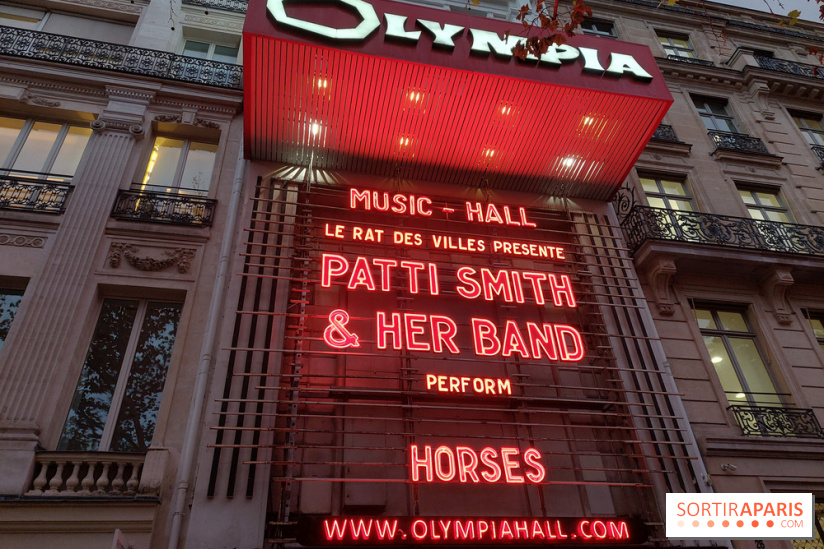 OLYMPIA
MUSIC - HALL
LE RAT DES VILLES PRESENTE
PATTI SMITH
& HER BAND
PERFORM
HORSES
WWW.OLYMPIAHALL.COM
SORTIRAPARIS
.COM